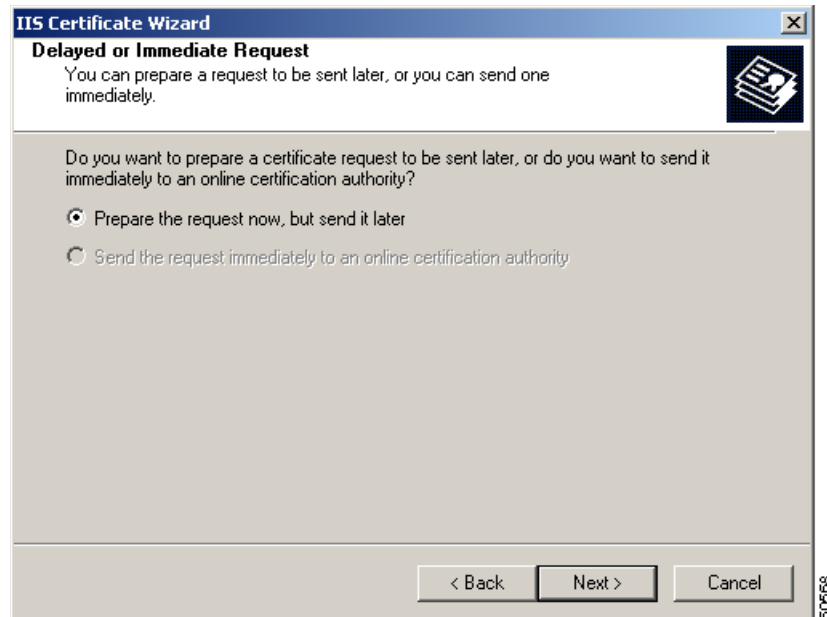 IIS Certificate Wizard
Delayed or Immediate Request
You can prepare a request to be sent later, or you can send one
immediately.
Do you want to prepare a certificate request to be sent later, or do you want to send it
immediately to an online certification authority?
Prepare the request now, but send it later
Send the request immediately to an online certification authority
< Back
Next >
Cancel